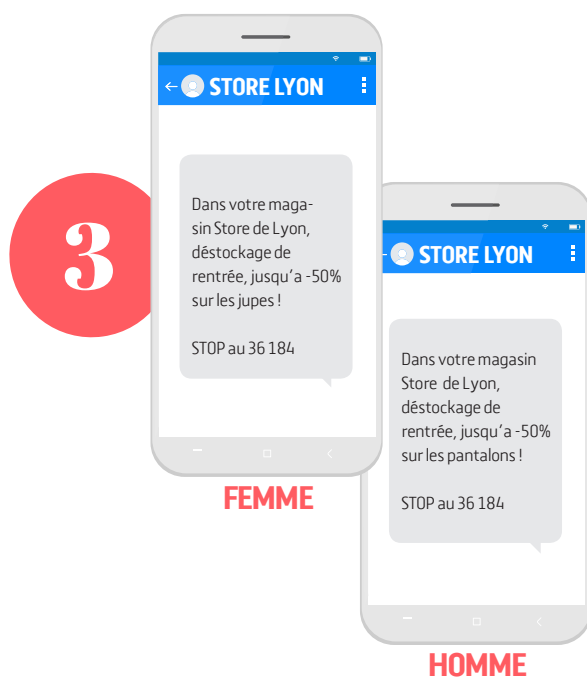 3
STORE LYON
Dans votre maga-
sin Store de Lyon,
déstockage de
rentrée, jusqu'a -50%
sur les jupes !
STOP au 36 184
FEMME
STORE LYON
Dans votre magasin
Store de Lyon,
déstockage de
rentrée, jusqu'a -50%
sur les pantalons !
STOP au 36 184
HOMME